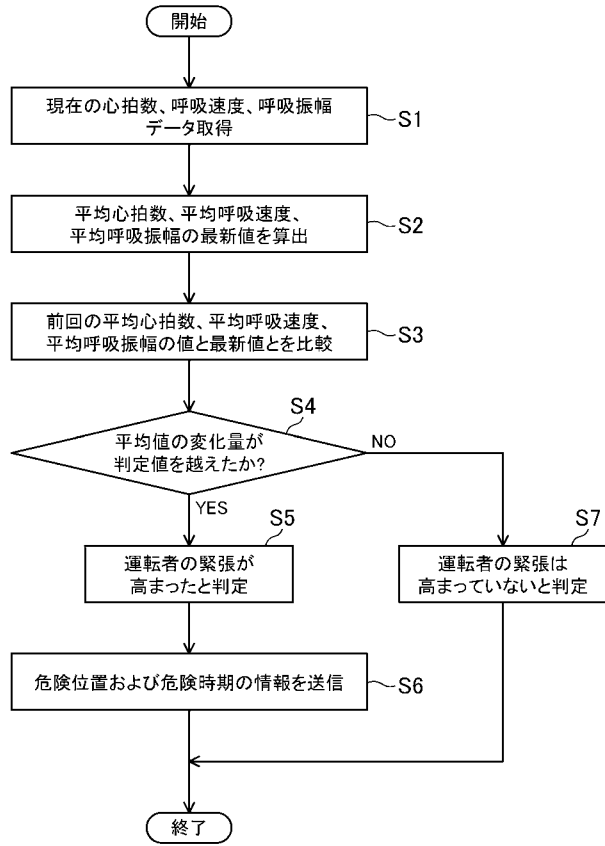 開始
現在の心拍数、呼吸速度、呼吸振幅
データ取得
S1
平均心拍数、平均呼吸速度、
平均呼吸振幅の最新値を算出
S2
前回の平均心拍数、平均呼吸速度、
平均呼吸振幅の値と最新値とを比較
S3
S4
平均値の変化量が
判定値を越えたか?
NO
YES
S5
運転者の緊張が
高まったと判定
S7
運転者の緊張は
高まっていないと判定
危険位置および危険時期の情報を送信
S6
終了